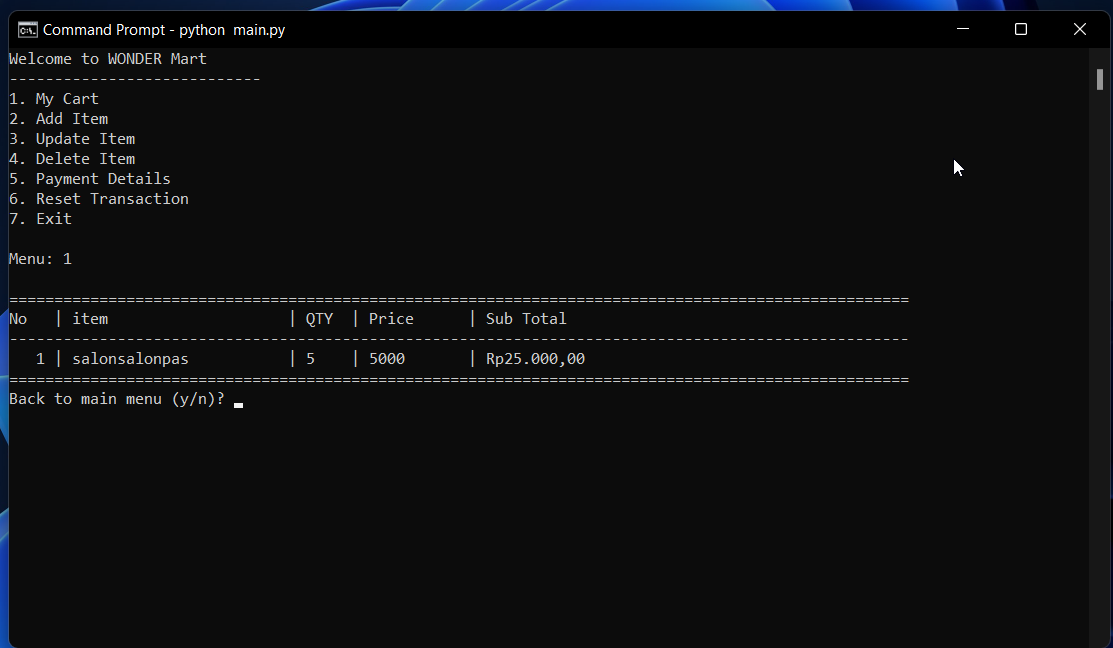 Command Prompt - python  main.py
Welcome to WONDER Mart
----------------------------
1. My Cart
2. Add Item
3. Update Item
4. Delete Item
5. Payment Details
6. Reset Transaction
7. Exit
Menu: 1
====================================================================================================
No   | item                    | QTY  | Price      | Sub Total
----------------------------------------------------------------------------------------------------
   1 | salonsalonpas           | 5    | 5000       | Rp25.000,00
====================================================================================================
Back to main menu (y/n)?